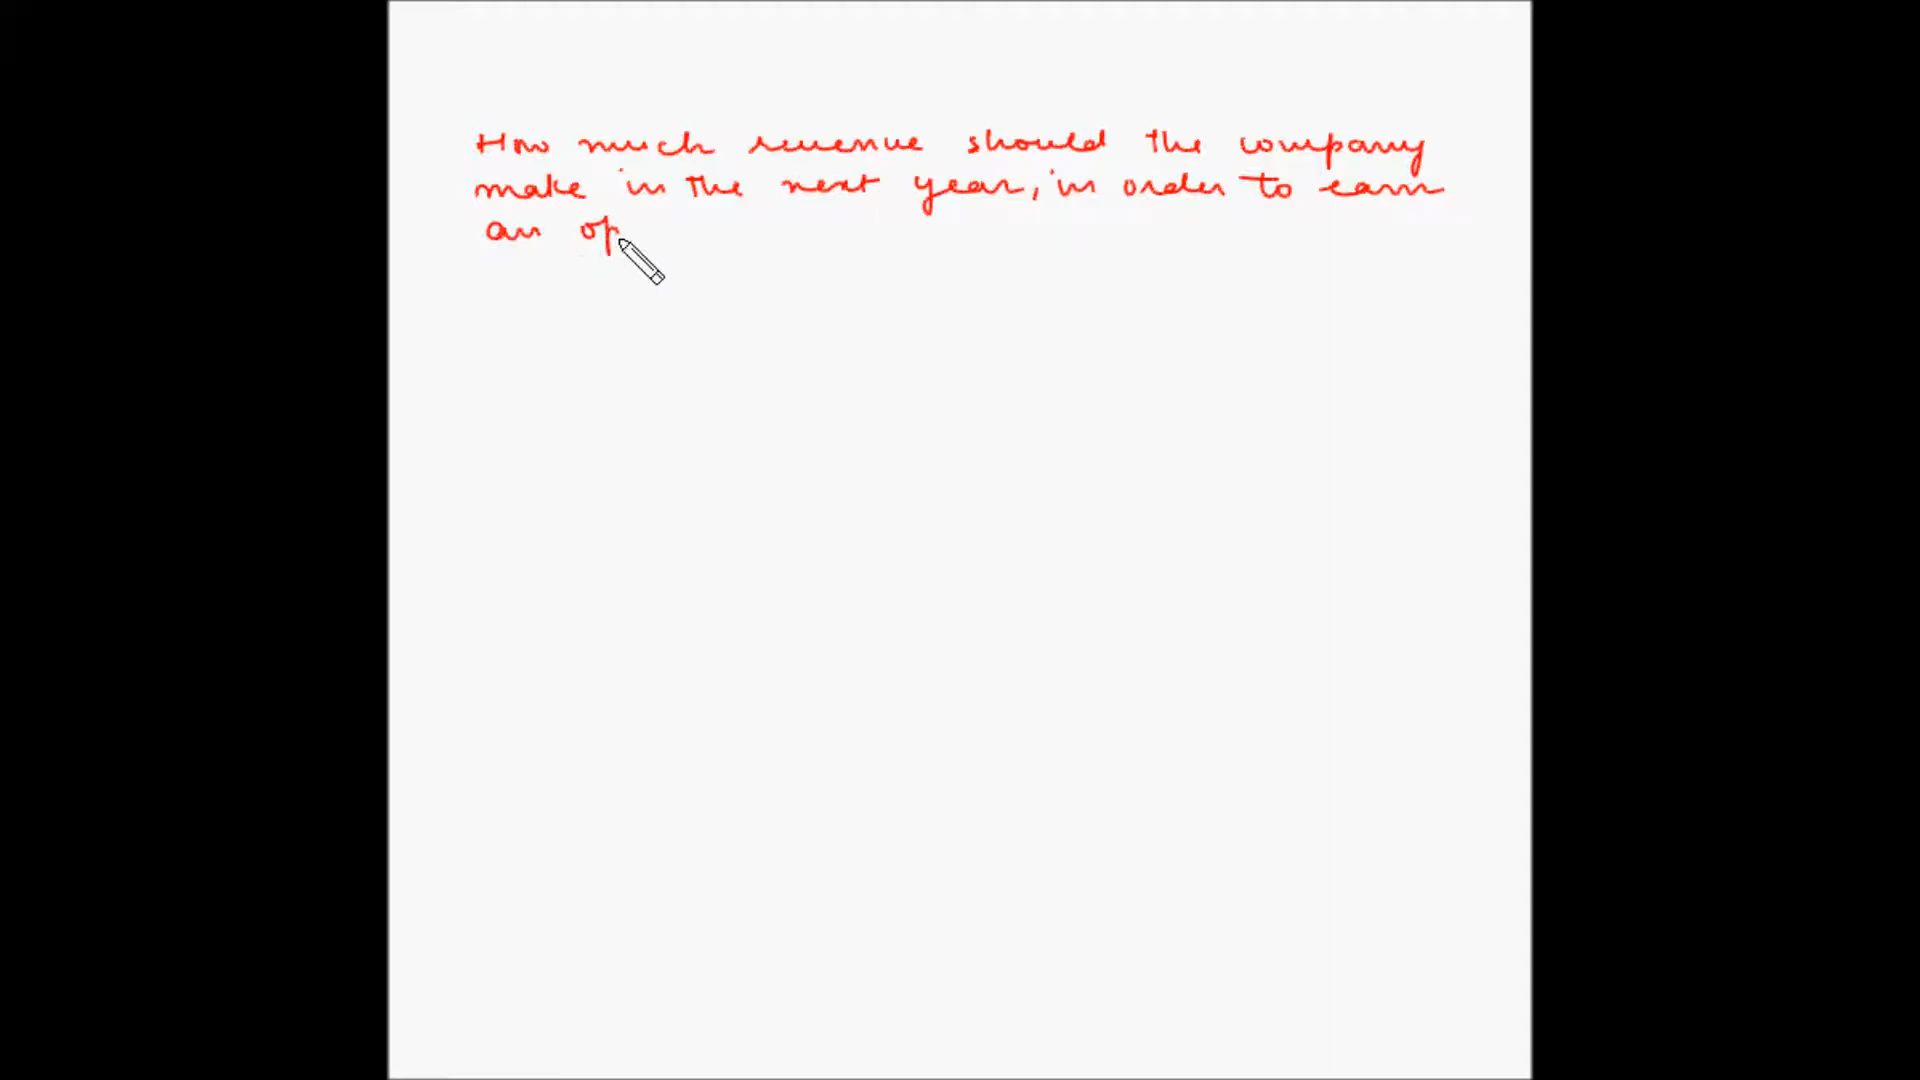 How much revenue should the company
make in the next year, in order to earn
an op